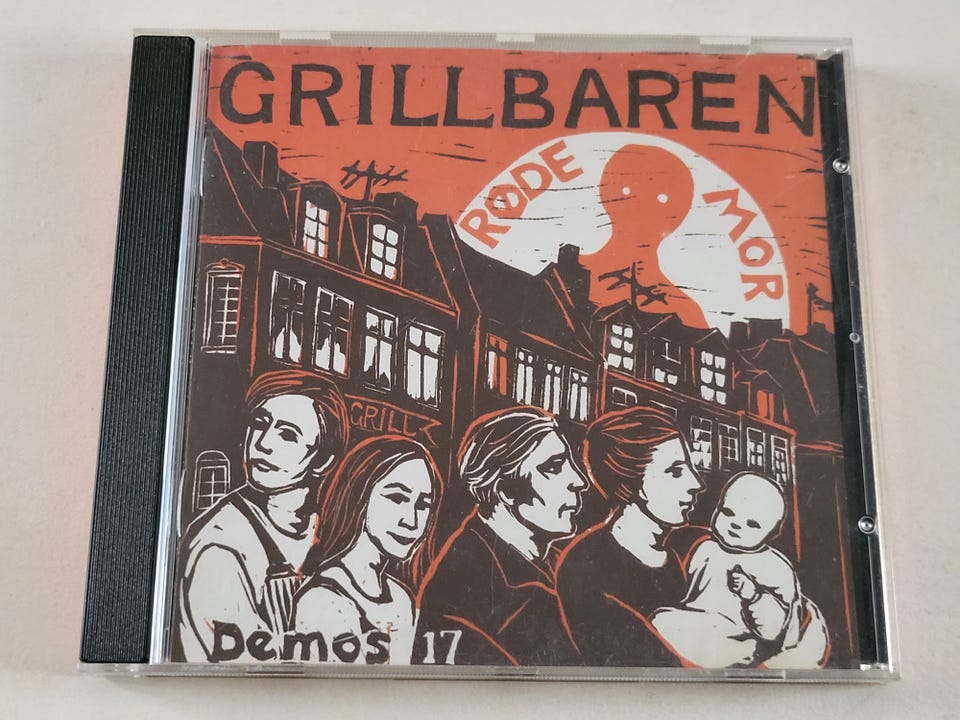 GRILLBAREN
RØDE MOR
GRILL
Demos 17